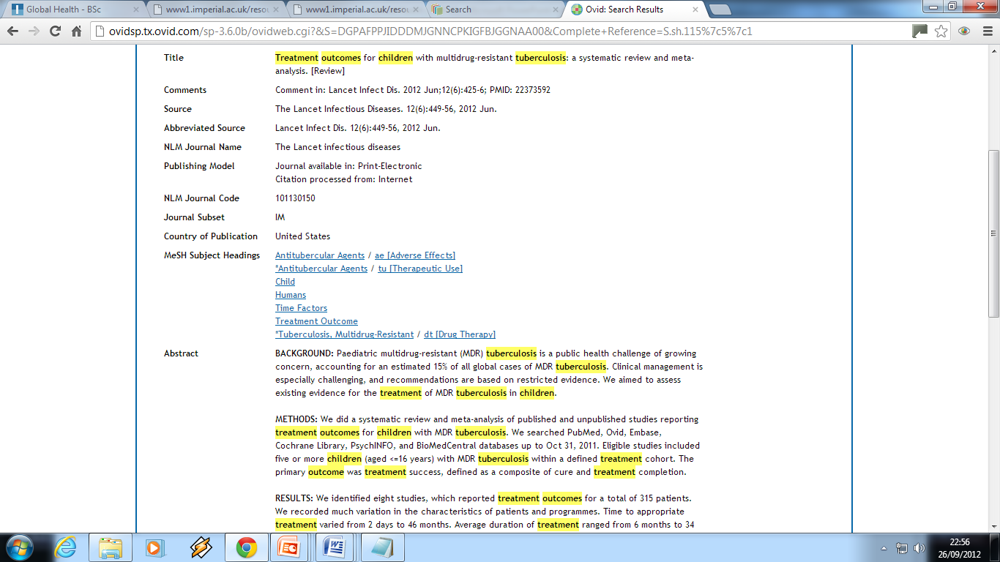 Global Health - BSc
www1.imperial.ac.uk/resou
www1.imperial.ac.uk/resou
Search
Ovid: Search Results
ovidsp.tx.ovid.com/sp-3.6.0b/ovidweb.cgi?&S=DGPAFPPJIDDDMJGNNCPKIGFBJGGNAA00&Complete+Reference=S.sh.115%7c5%7c1
Title Treatment outcomes for children with multidrug-resistant tuberculosis: a systematic review and meta-
analysis. [Review]
Comments Comment in: Lancet Infect Dis. 2012 Jun;12(6):425-6; PMID: 22373592
Source The Lancet Infectious Diseases. 12(6):449-56, 2012 Jun.
Abbreviated Source Lancet Infect Dis. 12(6):449-56, 2012 Jun.
NLM Journal Name The Lancet infectious diseases
Publishing Model Journal available in: Print-Electronic
Citation processed from: Internet
NLM Journal Code 101130150
Journal Subset IM
Country of Publication United States
MeSH Subject Headings Antitubercular Agents / ae [Adverse Effects]
*Antitubercular Agents / tu [Therapeutic Use]
Child
Humans
Time Factors
Treatment Outcome
*Tuberculosis, Multidrug-Resistant / dt [Drug Therapy]
Abstract BACKGROUND: Paediatric multidrug-resistant (MDR) tuberculosis is a public health challenge of growing
concern, accounting for an estimated 15% of all global cases of MDR tuberculosis. Clinical management is
especially challenging, and recommendations are based on restricted evidence. We aimed to assess
existing evidence for the treatment of MDR tuberculosis in children.
METHODS: We did a systematic review and meta-analysis of published and unpublished studies reporting
treatment outcomes for children with MDR tuberculosis. We searched PubMed, Ovid, Embase,
Cochrane Library, PsychINFO, and BioMedCentral databases up to Oct 31, 2011. Eligible studies included
five or more children (aged <=16 years) with MDR tuberculosis within a defined treatment cohort. The
primary outcome was treatment success, defined as a composite of cure and treatment completion.
RESULTS: We identified eight studies, which reported treatment outcomes for a total of 315 patients.
We recorded much variation in the characteristics of patients and programmes. Time to appropriate
treatment varied from 2 days to 46 months. Average duration of treatment ranged from 6 months to 34
22:56
26/09/2012